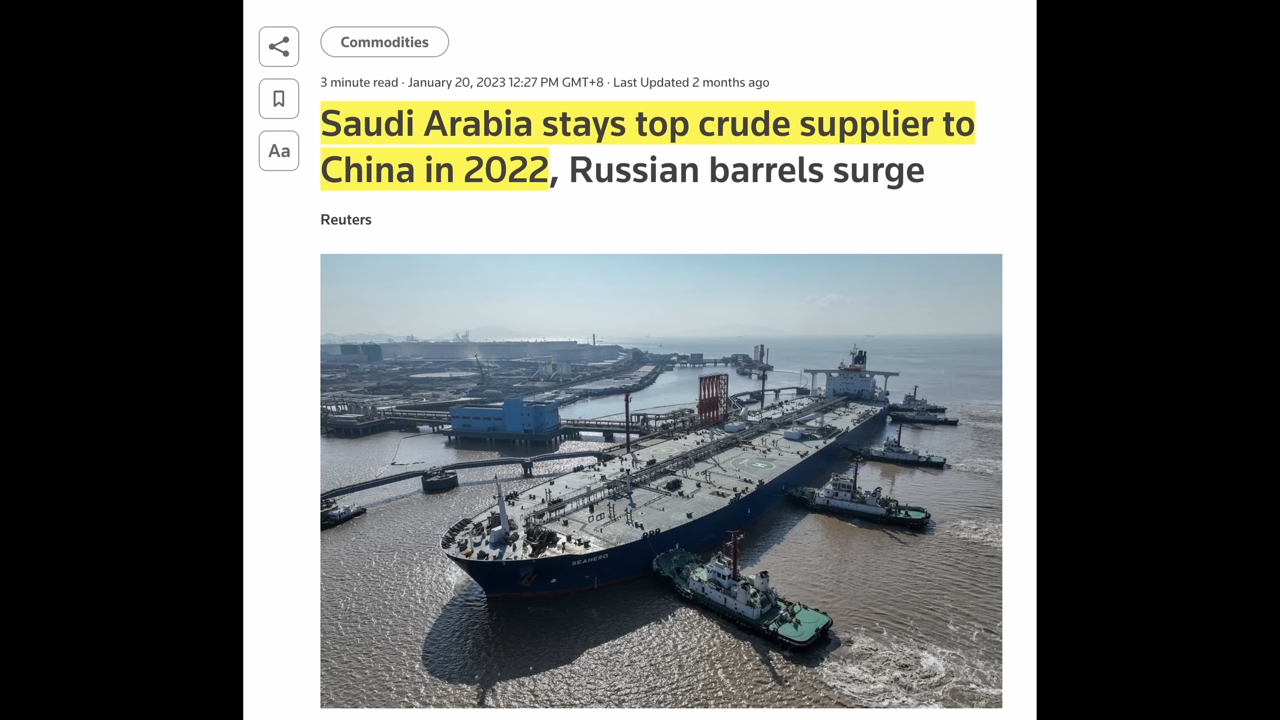 Commodities
3 minute read · January 20, 2023 12:27 PM GMT+8 · Last Updated 2 months ago
Saudi Arabia stays top crude supplier to
China in 2022, Russian barrels surge
Reuters
Aa
SEAHERO